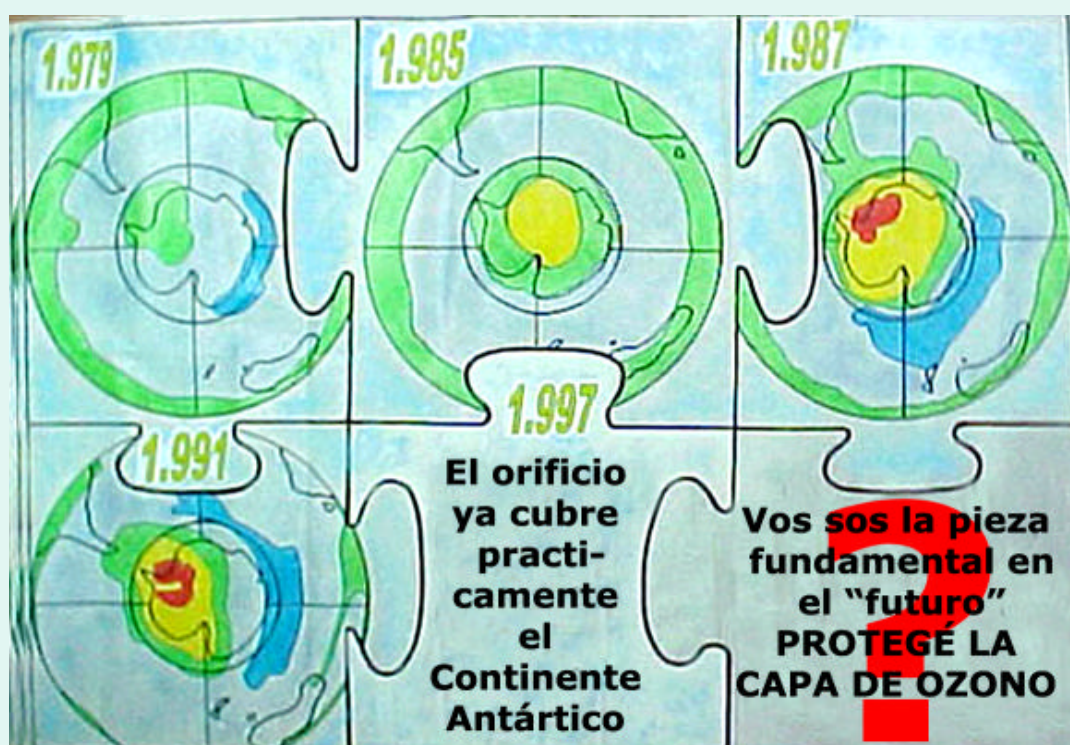 1.979
1.985
1.987
1.991
1.997
El orificio
ya cubre
practi-
camente
el
Continente
Antártico
?
Vos sos la pieza
fundamental en
el “futuro”
PROTEGÉ LA
CAPA DE OZONO